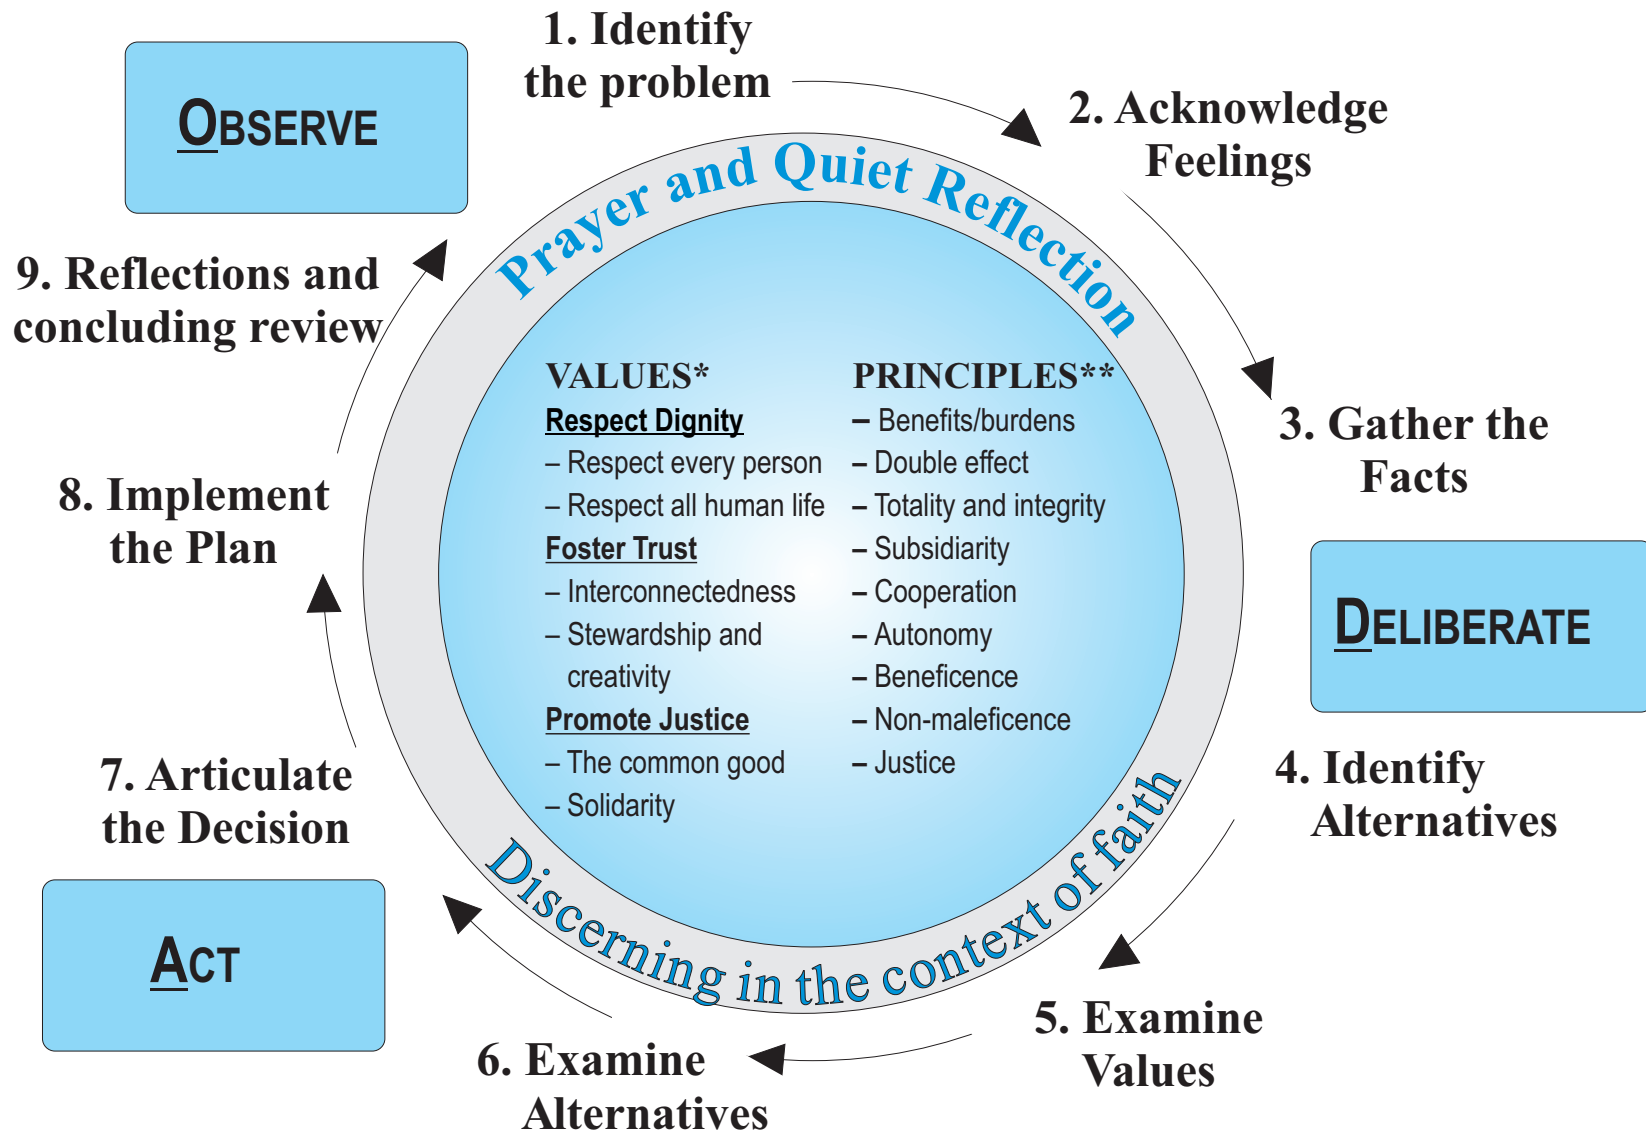 OBSERVE
1. Identify
the problem
2. Acknowledge
Feelings
3. Gather the
Facts
DELIBERATE
4. Identify
Alternatives
5. Examine
Values
6. Examine
Alternatives
ACT
7. Articulate
the Decision
8. Implement
the Plan
9. Reflections and
concluding review
Prayer and Quiet Reflection
VALUES*
Respect Dignity
– Respect every person
– Respect all human life
Foster Trust
– Interconnectedness
– Stewardship and
creativity
Promote Justice
– The common good
– Solidarity
PRINCIPLES**
– Benefits/burdens
– Double effect
– Totality and integrity
– Subsidiarity
– Cooperation
– Autonomy
– Beneficence
– Non-maleficence
– Justice
Discerning in the context of faith